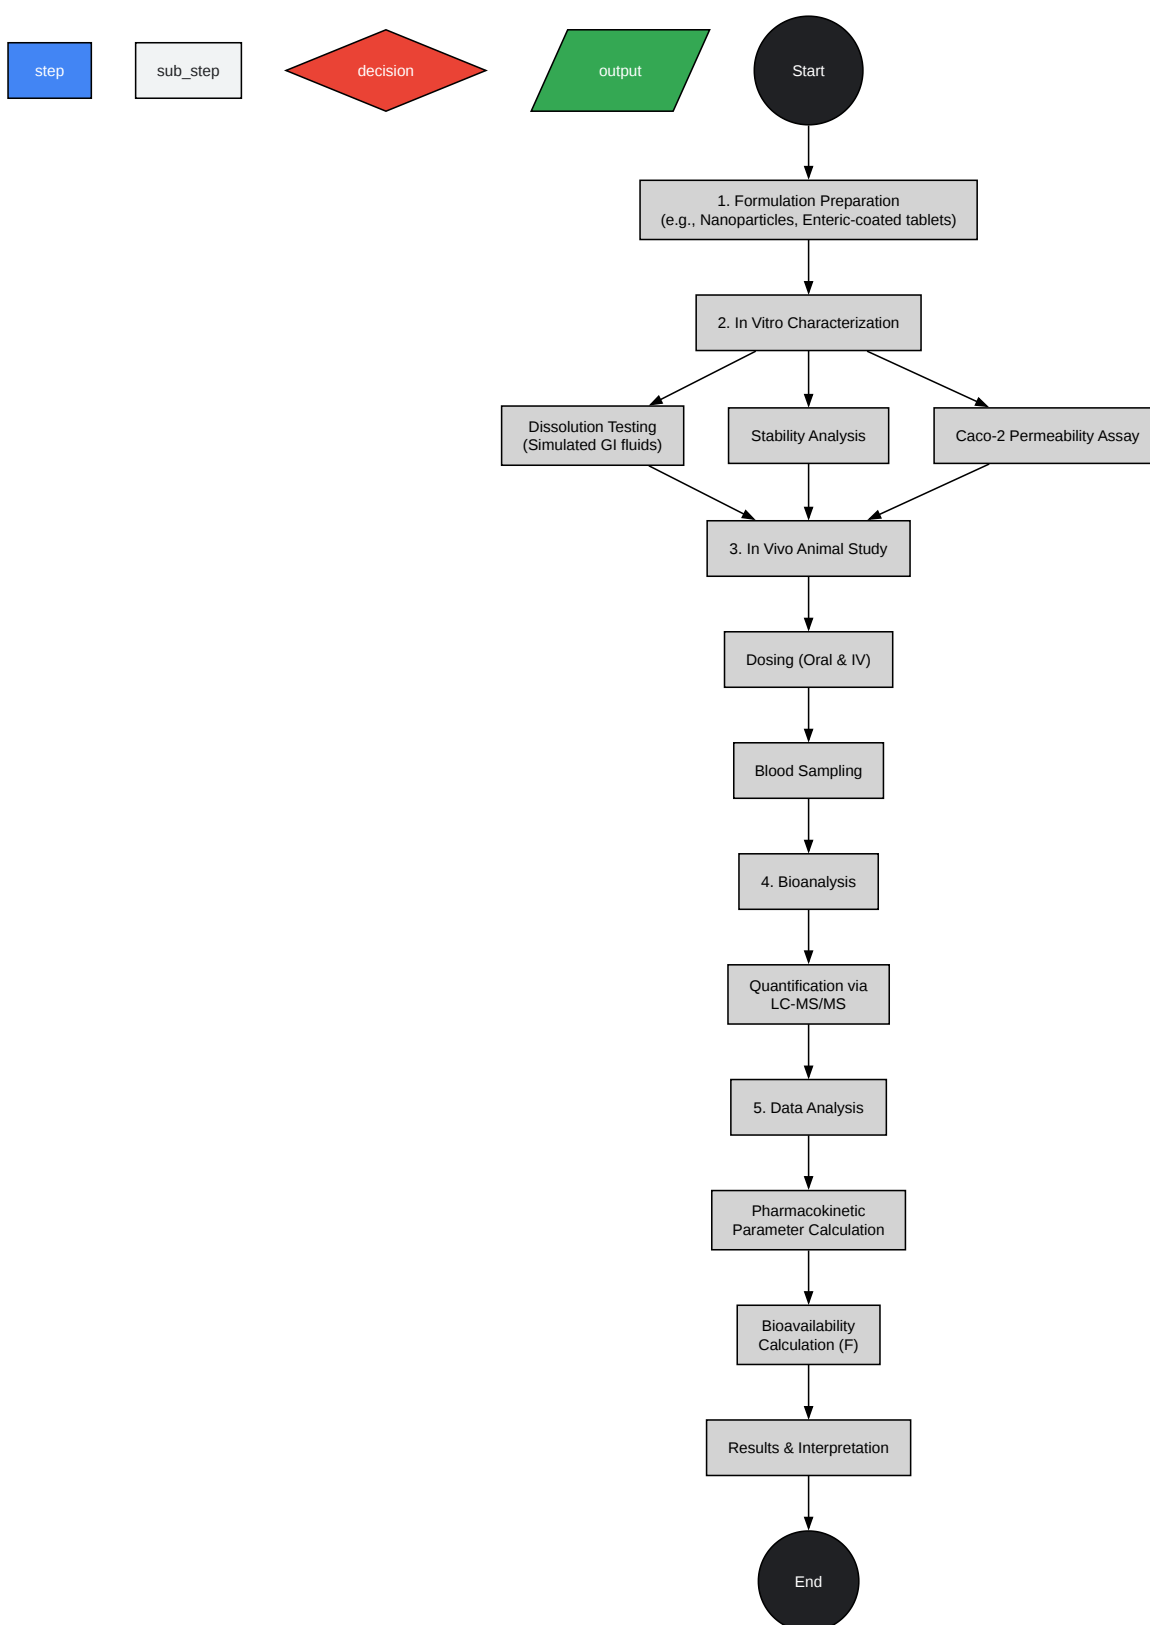 step
sub_step
decision
output
Start
1. Formulation Preparation
(e.g., Nanoparticles, Enteric-coated tablets)
2. In Vitro Characterization
Dissolution Testing
(Simulated GI fluids)
Stability Analysis
Caco-2 Permeability Assay
3. In Vivo Animal Study
Dosing (Oral & IV)
Blood Sampling
4. Bioanalysis
Quantification via
LC-MS/MS
5. Data Analysis
Pharmacokinetic
Parameter Calculation
Bioavailability
Calculation (F)
Results & Interpretation
End